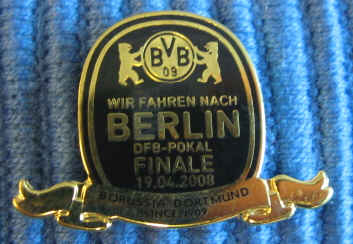 BVB
09
WIR FAHREN NACH
BERLIN
DFB-POKAL
FINALE
19.04.2008
BORUSSIA DORTMUND
SINCE 1909